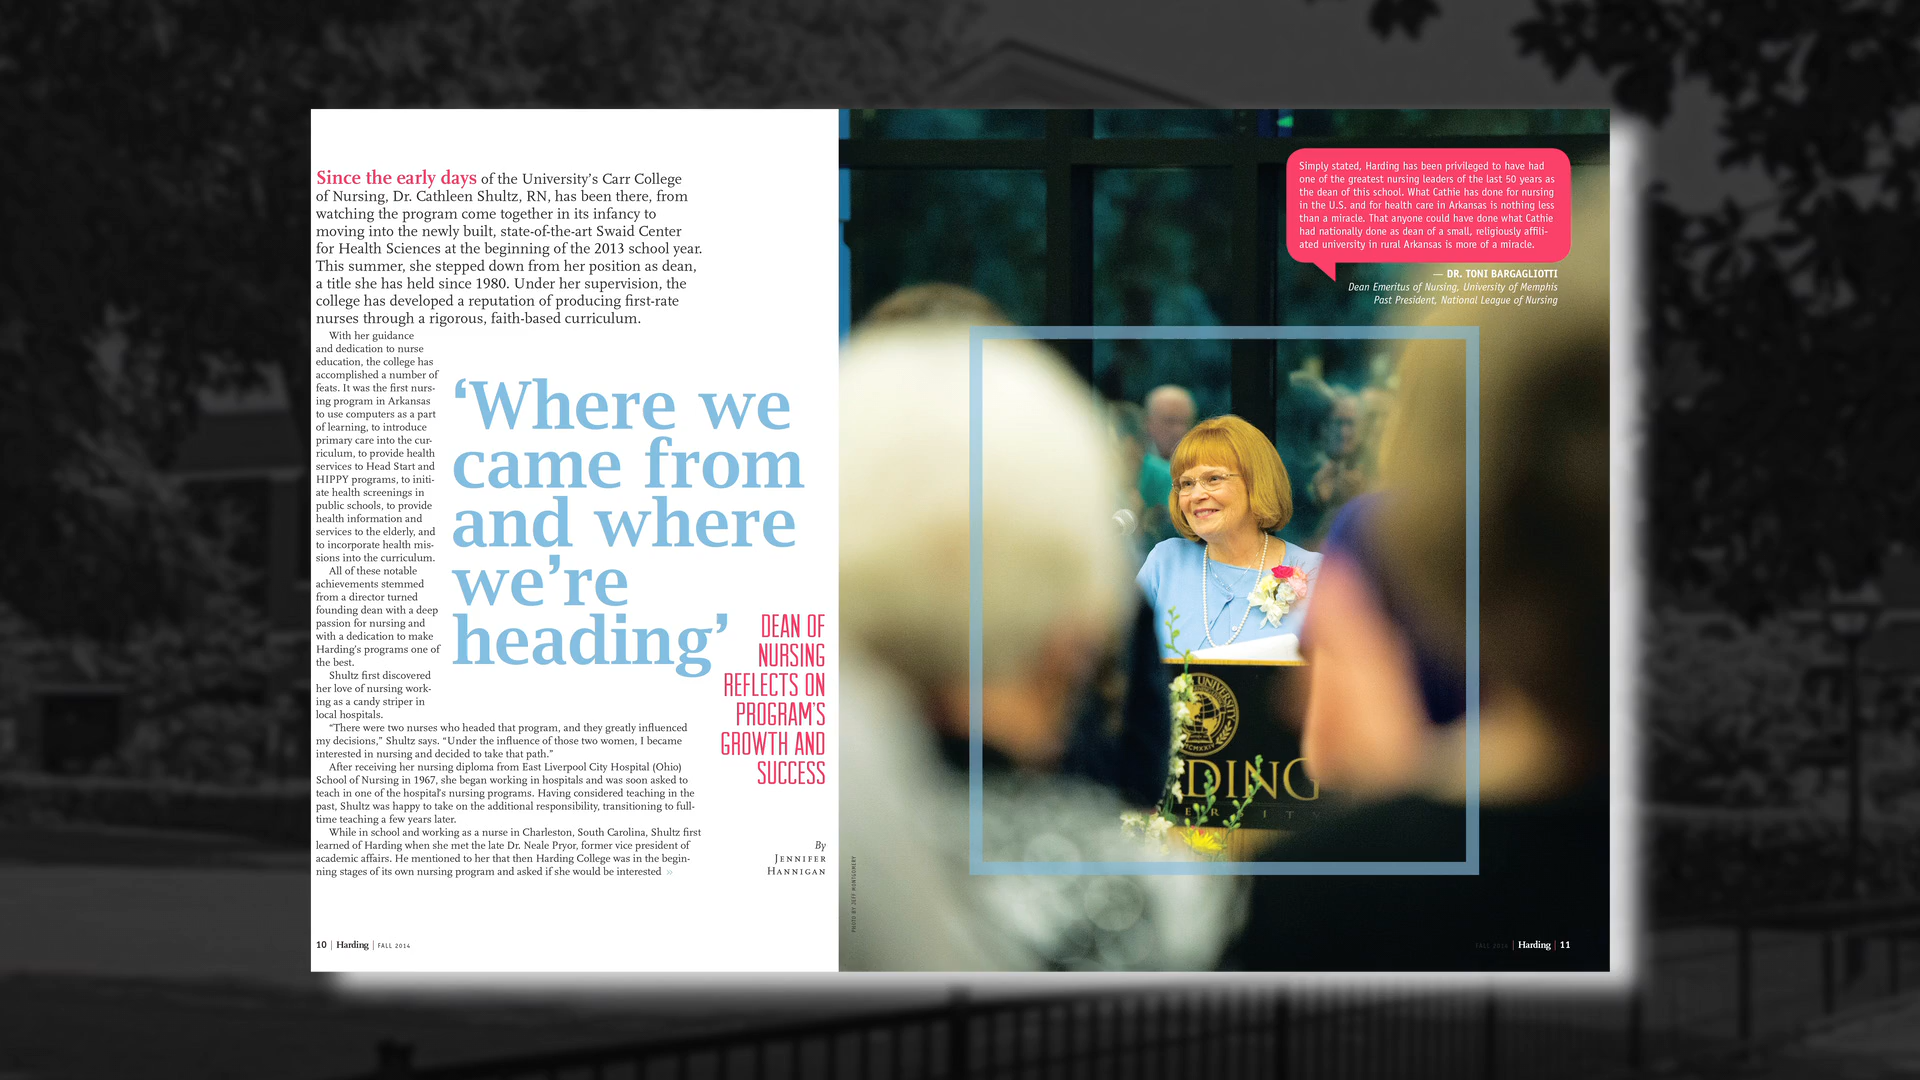 Since the early days of the University's Carr College
of Nursing, Dr. Cathleen Shultz, RN, has been there, from
watching the program come together in its infancy to
moving into the newly built, state-of-the-art Swaid Center
for Health Sciences at the beginning of the 2013 school year.
This summer, she stepped down from her position as dean,
a title she has held since 1980. Under her supervision, the
college has developed a reputation of producing first-rate
nurses through a rigorous, faith-based curriculum.
With her guidance
and dedication to nurse
education, the college has
accomplished a number of
feats. It was the first nurs-
ing program in Arkansas
to use computers as a part
of learning, to introduce
primary care into the cur-
riculum, to provide health
services to Head Start and
HIPPY programs, to initi-
ate health screenings in
public schools, to provide
health information and
services to the elderly, and
to incorporate health mis-
sions into the curriculum.
All of these notable
achievements stemmed
from a director turned
founding dean with a deep
passion for nursing and
with a dedication to make
Harding's programs one of
the best.
Shultz first discovered
her love of nursing work-
ing as a candy striper in
local hospitals.
"There were two nurses who headed that program, and they greatly influenced
my decisions," Shultz says. "Under the influence of those two women, I became
interested in nursing and decided to take that path."
After receiving her nursing diploma from East Liverpool City Hospital (Ohio)
School of Nursing in 1967, she began working in hospitals and was soon asked to
teach in one of the hospital's nursing programs. Having considered teaching in the
past, Shultz was happy to take on the additional responsibility, transitioning to full-
time teaching a few years later.
While in school and working as a nurse in Charleston, South Carolina, Shultz first
learned of Harding when she met the late Dr. Neale Pryor, former vice president of
academic affairs. He mentioned to her that then Harding College was in the begin-
ning stages of its own nursing program and asked if she would be interested »
'Where we
came from
and where
we're
heading'
DEAN OF
NURSING
REFLECTS ON
PROGRAM'S
GROWTH AND
SUCCESS
By
JENNIFER
HANNIGAN
10 | Harding | FALL 2014
PHOTO BY JEFF MONTGOMERY
Simply stated, Harding has been privileged to have had
one of the greatest nursing leaders of the last 50 years as
the dean of this school. What Cathie has done for nursing
in the U.S. and for health care in Arkansas is nothing less
than a miracle. That anyone could have done what Cathie
had nationally done as dean of a small, religiously affili-
ated university in rural Arkansas is more of a miracle.
— DR. TONI BARGAGLIOTTI
Dean Emeritus of Nursing, University of Memphis
Past President, National League of Nursing
UNIVERSITY
MCMXXIV
DING
ERSITY
FALL 2014 | Harding | 11